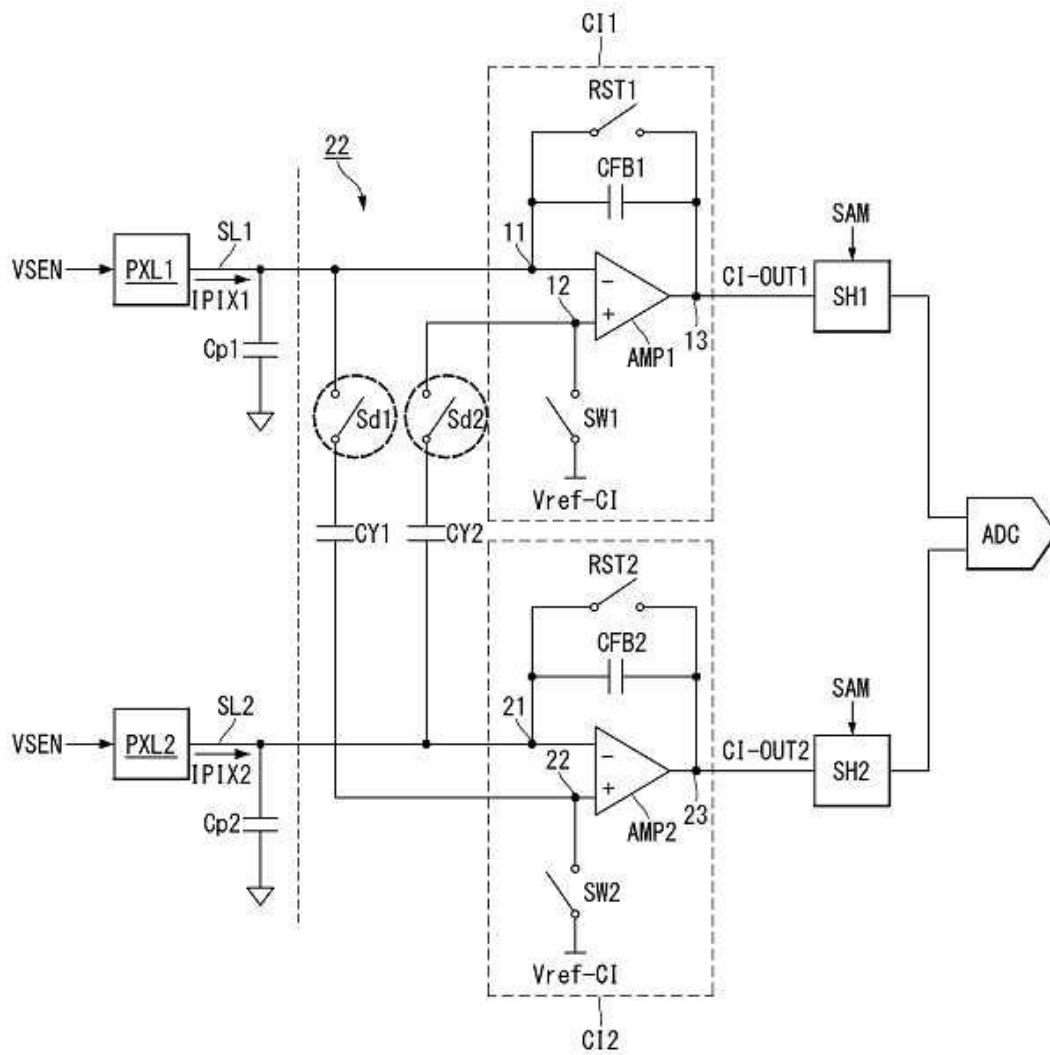 CI1
RST1
22
CFB1
SAM
SL1
11
VSEN
PXL1
IPIX1
12
−
+
CI-OUT1
SH1
13
AMP1
Cp1
Sd1
Sd2
SW1
Vref-CI
CY1
CY2
ADC
RST2
CFB2
SAM
SL2
21
VSEN
PXL2
IPIX2
22
−
+
CI-OUT2
SH2
23
AMP2
Cp2
SW2
Vref-CI
CI2